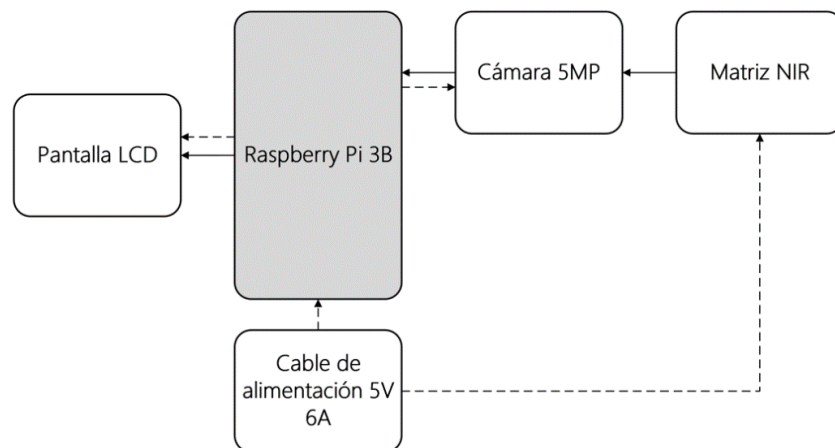 Cámara 5MP
Matriz NIR
Pantalla LCD
Raspberry Pi 3B
Cable de
alimentación 5V
6A